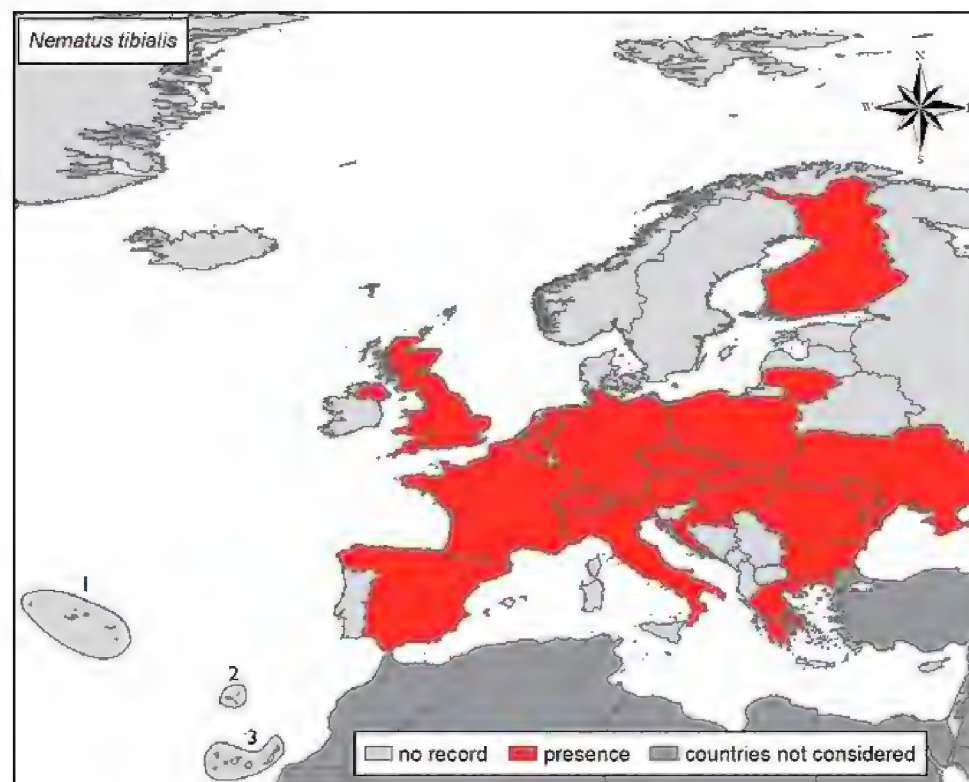 Nematus tibialis
N
W E
S
1
2
3
no record presence countries not considered